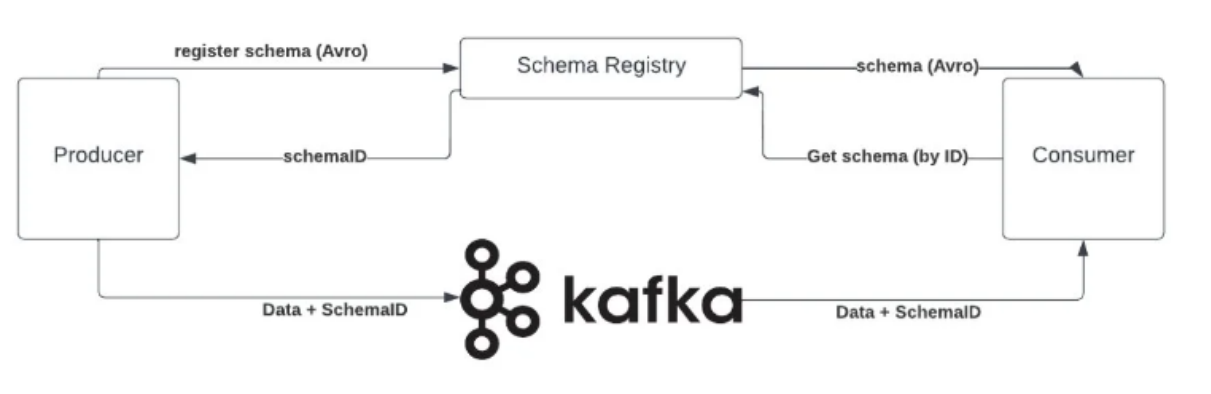 register schema (Avro)
Schema Registry
schema (Avro)
Producer
schemaID
Get schema (by ID)
Consumer
kafka
Data + SchemaID
Data + SchemaID